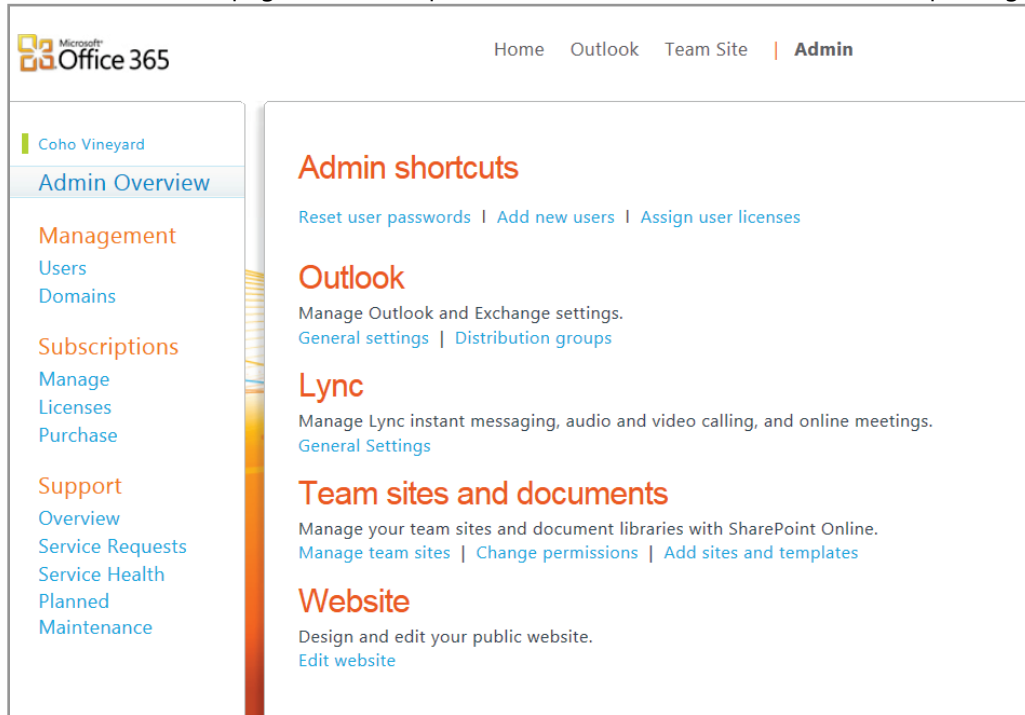 Microsoft
Office 365
Home Outlook Team Site | Admin
Coho Vineyard
Admin Overview
Management
Users
Domains
Subscriptions
Manage
Licenses
Purchase
Support
Overview
Service Requests
Service Health
Planned
Maintenance
Admin shortcuts
Reset user passwords | Add new users | Assign user licenses
Outlook
Manage Outlook and Exchange settings.
General settings | Distribution groups
Lync
Manage Lync instant messaging, audio and video calling, and online meetings.
General Settings
Team sites and documents
Manage your team sites and document libraries with SharePoint Online.
Manage team sites | Change permissions | Add sites and templates
Website
Design and edit your public website.
Edit website